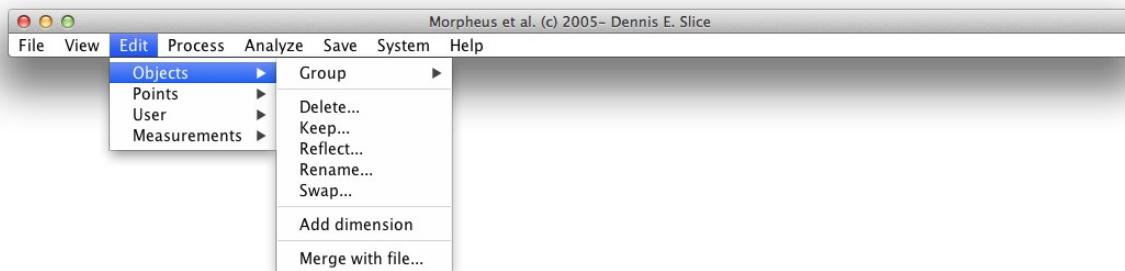 Morpheus et al. (c) 2005– Dennis E. Slice
File View Edit Process Analyze Save System Help
Objects
Points
User
Measurements
Group
Delete...
Keep...
Reflect...
Rename...
Swap...
Add dimension
Merge with file...